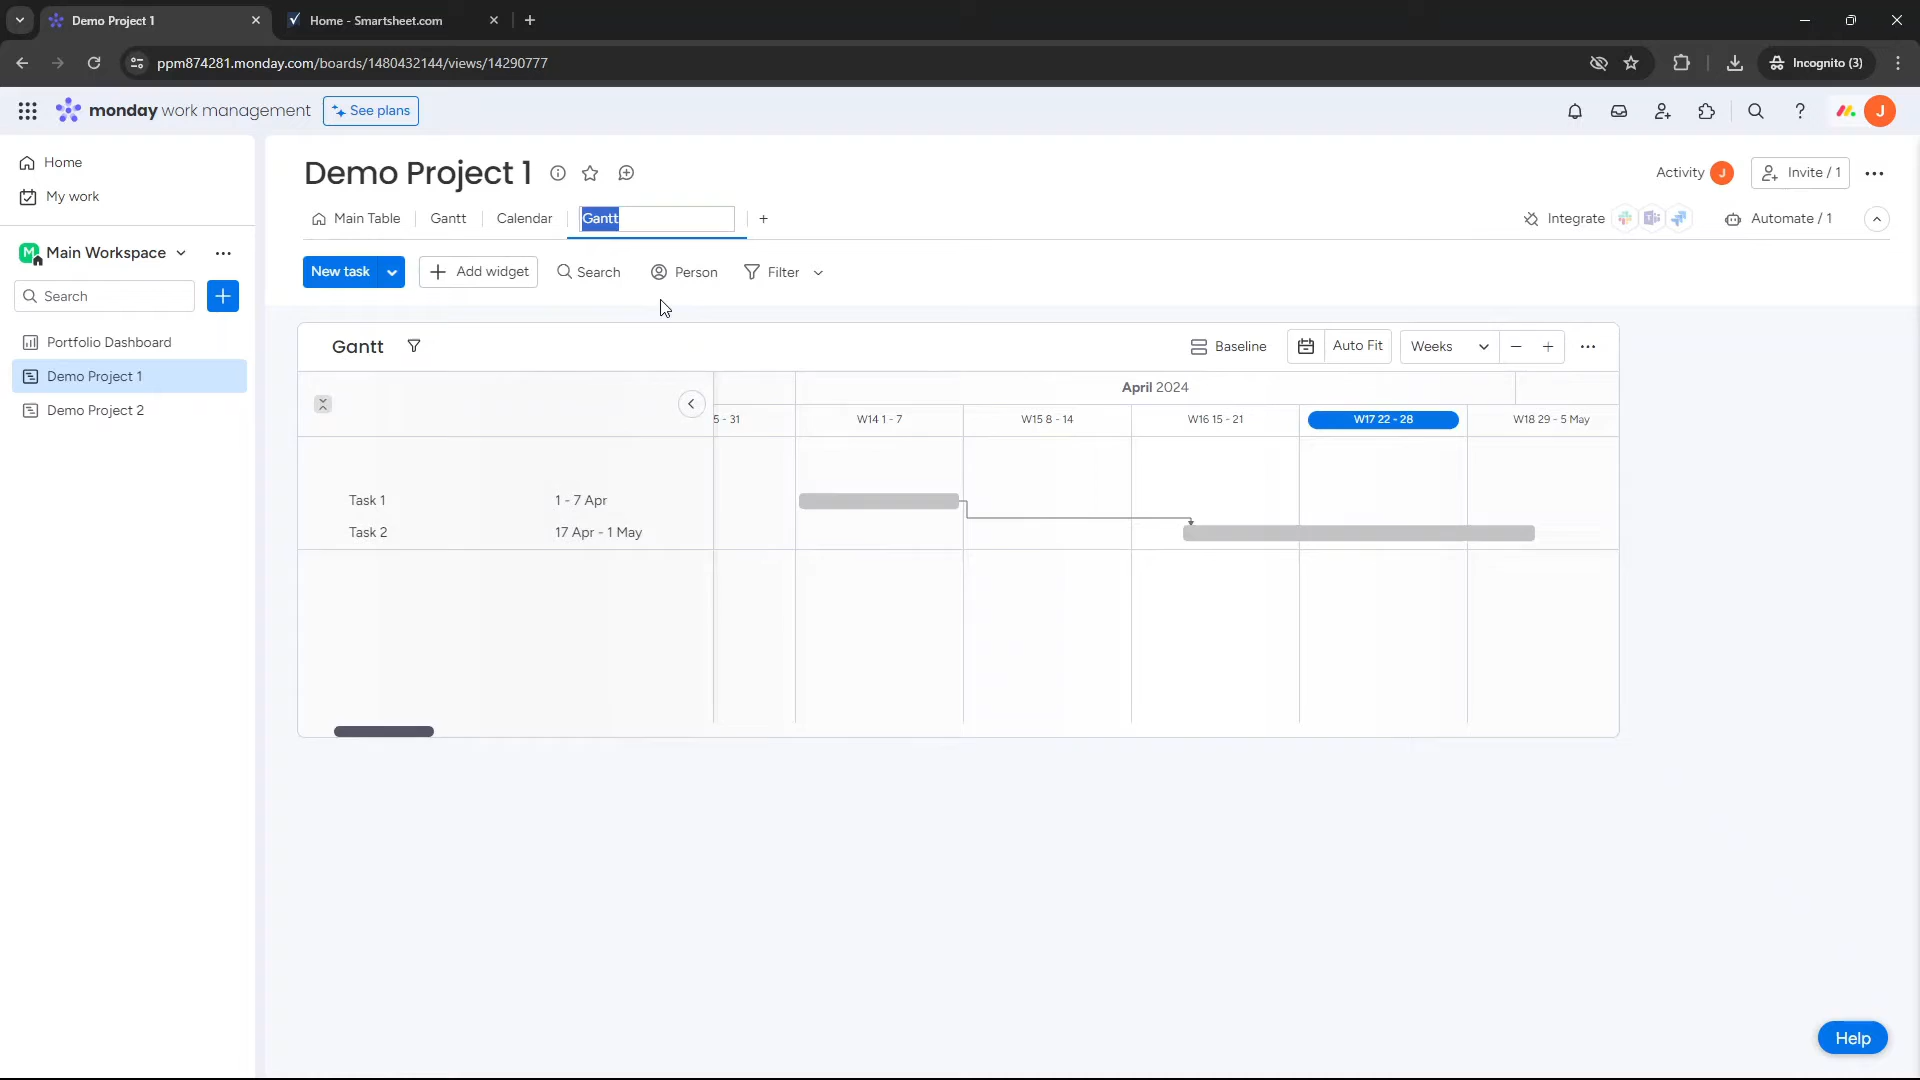 Demo Project 1
Home - Smartsheet.com
ppm874281.monday.com/boards/1480432144/views/14290777
Incognito (3)
monday work management
See plans
J
Home
My work
Main Workspace
M
Search
Portfolio Dashboard
Demo Project 1
Demo Project 2
Demo Project 1
Activity
J
Invite / 1
Main Table
Gantt
Calendar
Gantt
Integrate
Automate / 1
New task
Add widget
Search
Person
Filter
Gantt
Baseline
Auto Fit
Weeks
April 2024
5 - 31
W14 1 - 7
W15 8 - 14
W16 15 - 21
W17 22 - 28
W18 29 - 5 May
Task 1
1 - 7 Apr
Task 2
17 Apr - 1 May
Help